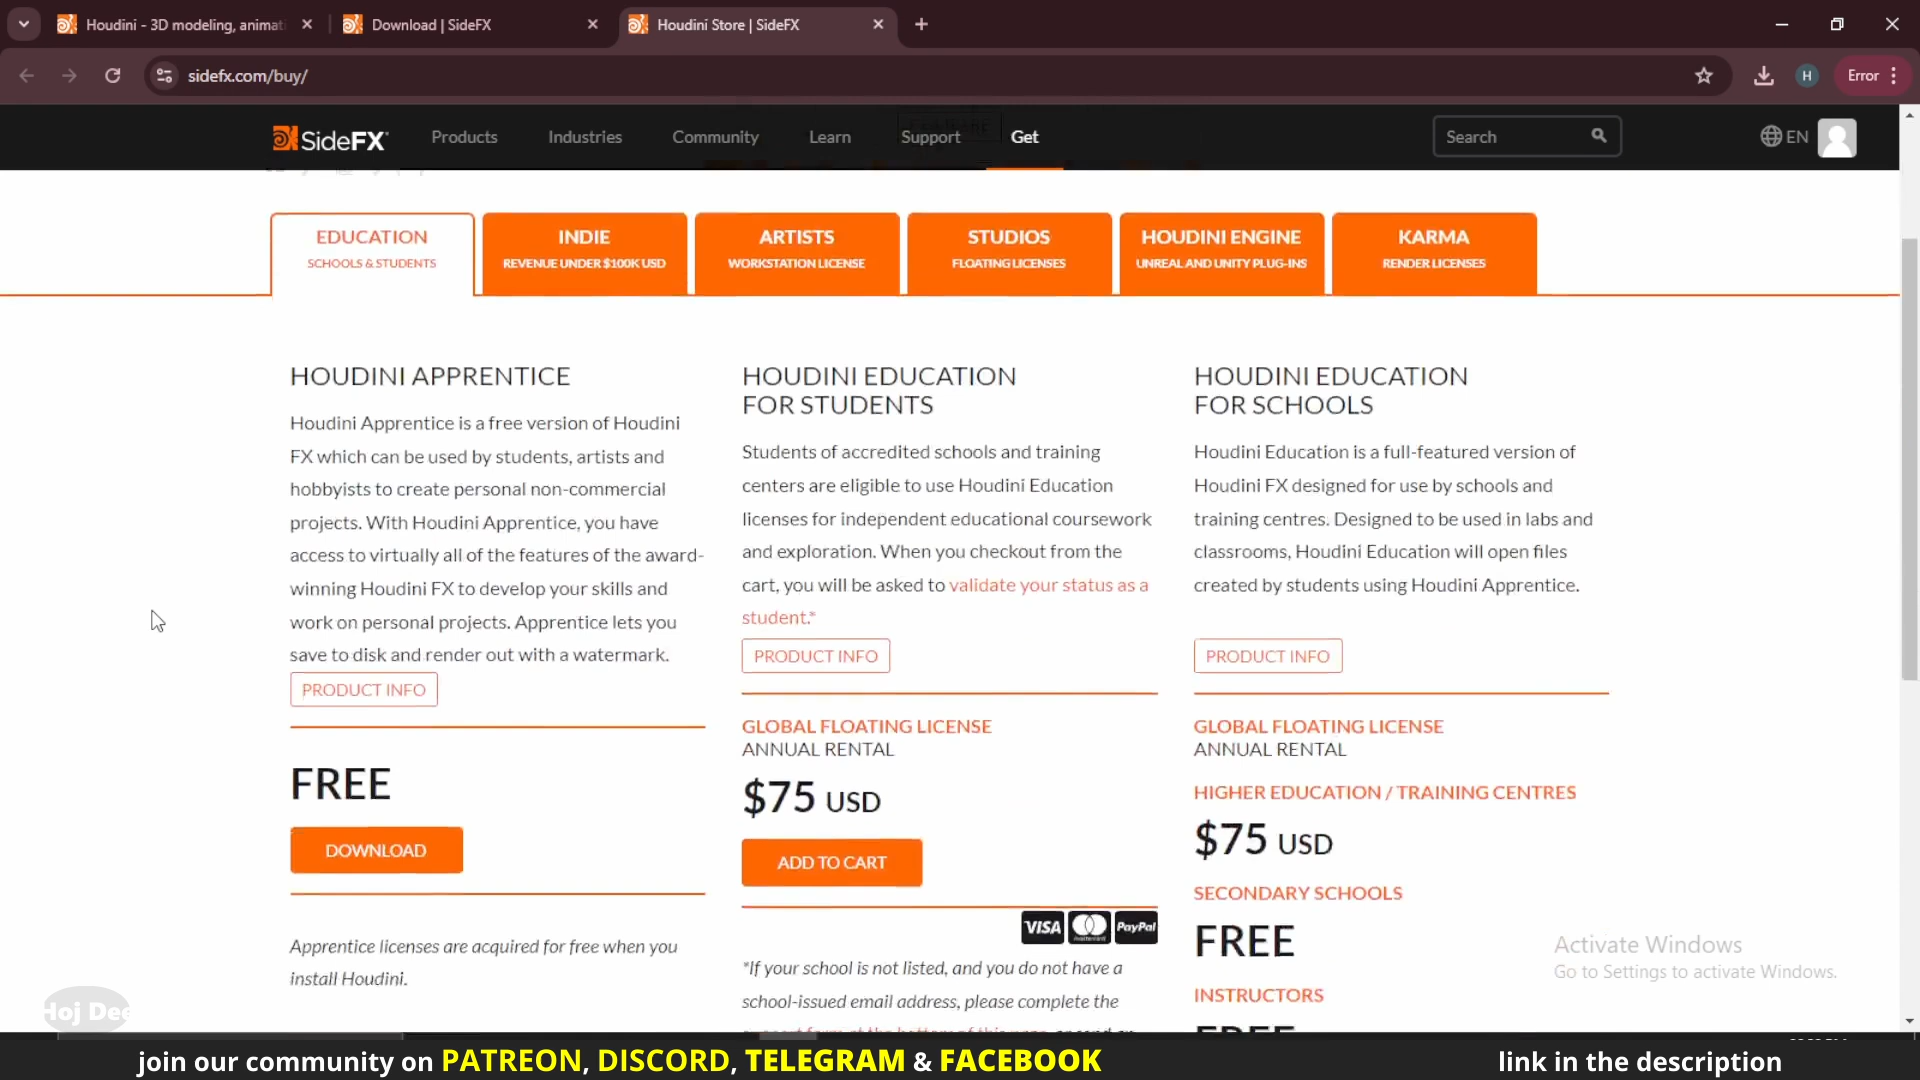 Houdini - 3D modeling, animati
Download | SideFX
Houdini Store | SideFX
sidefx.com/buy/
H
Error
SideFX
Products
Industries
Community
Learn
Support
Get
Search
EN
EDUCATION
SCHOOLS & STUDENTS
INDIE
REVENUE UNDER $100K USD
ARTISTS
WORKSTATION LICENSE
STUDIOS
FLOATING LICENSES
HOUDINI ENGINE
UNREAL AND UNITY PLUG-INS
KARMA
RENDER LICENSES
HOUDINI APPRENTICE
Houdini Apprentice is a free version of Houdini
FX which can be used by students, artists and
hobbyists to create personal non-commercial
projects. With Houdini Apprentice, you have
access to virtually all of the features of the award-
winning Houdini FX to develop your skills and
work on personal projects. Apprentice lets you
save to disk and render out with a watermark.
PRODUCT INFO
FREE
DOWNLOAD
Apprentice licenses are acquired for free when you
install Houdini.
HOUDINI EDUCATION
FOR STUDENTS
Students of accredited schools and training
centers are eligible to use Houdini Education
licenses for independent educational coursework
and exploration. When you checkout from the
cart, you will be asked to validate your status as a
student.*
PRODUCT INFO
GLOBAL FLOATING LICENSE
ANNUAL RENTAL
$75 USD
ADD TO CART
VISA
mastercard
PayPal
*If your school is not listed, and you do not have a
school-issued email address, please complete the
HOUDINI EDUCATION
FOR SCHOOLS
Houdini Education is a full-featured version of
Houdini FX designed for use by schools and
training centres. Designed to be used in labs and
classrooms, Houdini Education will open files
created by students using Houdini Apprentice.
PRODUCT INFO
GLOBAL FLOATING LICENSE
ANNUAL RENTAL
HIGHER EDUCATION / TRAINING CENTRES
$75 USD
SECONDARY SCHOOLS
FREE
INSTRUCTORS
FREE
Activate Windows
Go to Settings to activate Windows.
Hoj Dee
join our community on PATREON, DISCORD, TELEGRAM & FACEBOOK
link in the description